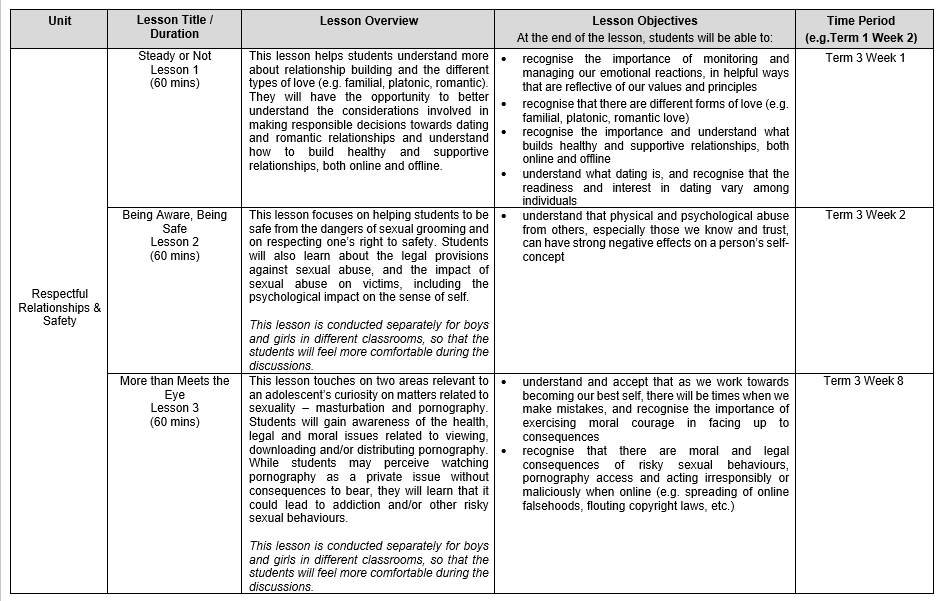 Unit
Lesson Title /
Duration
Lesson Overview
Lesson Objectives
At the end of the lesson, students will be able to:
Time Period
(e.g.Term 1 Week 2)
Respectful
Relationships &
Safety
Steady or Not
Lesson 1
(60 mins)
This lesson helps students understand more
about relationship building and the different
types of love (e.g. familial, platonic, romantic).
They will have the opportunity to better
understand the considerations involved in
making responsible decisions towards dating
and romantic relationships and understand
how to build healthy and supportive
relationships, both online and offline.
• recognise the importance of monitoring and
managing our emotional reactions, in helpful ways
that are reflective of our values and principles
• recognise that there are different forms of love (e.g.
familial, platonic, romantic love)
• recognise the importance and understand what
builds healthy and supportive relationships, both
online and offline
• understand what dating is, and recognise that the
readiness and interest in dating vary among
individuals
Term 3 Week 1
Being Aware, Being
Safe
Lesson 2
(60 mins)
This lesson focuses on helping students to be
safe from the dangers of sexual grooming and
on respecting one's right to safety. Students
will also learn about the legal provisions
against sexual abuse, and the impact of
sexual abuse on victims, including the
psychological impact on the sense of self.
This lesson is conducted separately for boys
and girls in different classrooms, so that the
students will feel more comfortable during the
discussions.
• understand that physical and psychological abuse
from others, especially those we know and trust,
can have strong negative effects on a person's self-
concept
Term 3 Week 2
More than Meets the
Eye
Lesson 3
(60 mins)
This lesson touches on two areas relevant to
an adolescent's curiosity on matters related to
sexuality – masturbation and pornography.
Students will gain awareness of the health,
legal and moral issues related to viewing,
downloading and/or distributing pornography.
While students may perceive watching
pornography as a private issue without
consequences to bear, they will learn that it
could lead to addiction and/or other risky
sexual behaviours.
This lesson is conducted separately for boys
and girls in different classrooms, so that the
students will feel more comfortable during the
discussions.
• understand and accept that as we work towards
becoming our best self, there will be times when we
make mistakes, and recognise the importance of
exercising moral courage in facing up to
consequences
• recognise that there are moral and legal
consequences of risky sexual behaviours,
pornography access and acting irresponsibly or
maliciously when online (e.g. spreading of online
falsehoods, flouting copyright laws, etc.)
Term 3 Week 8